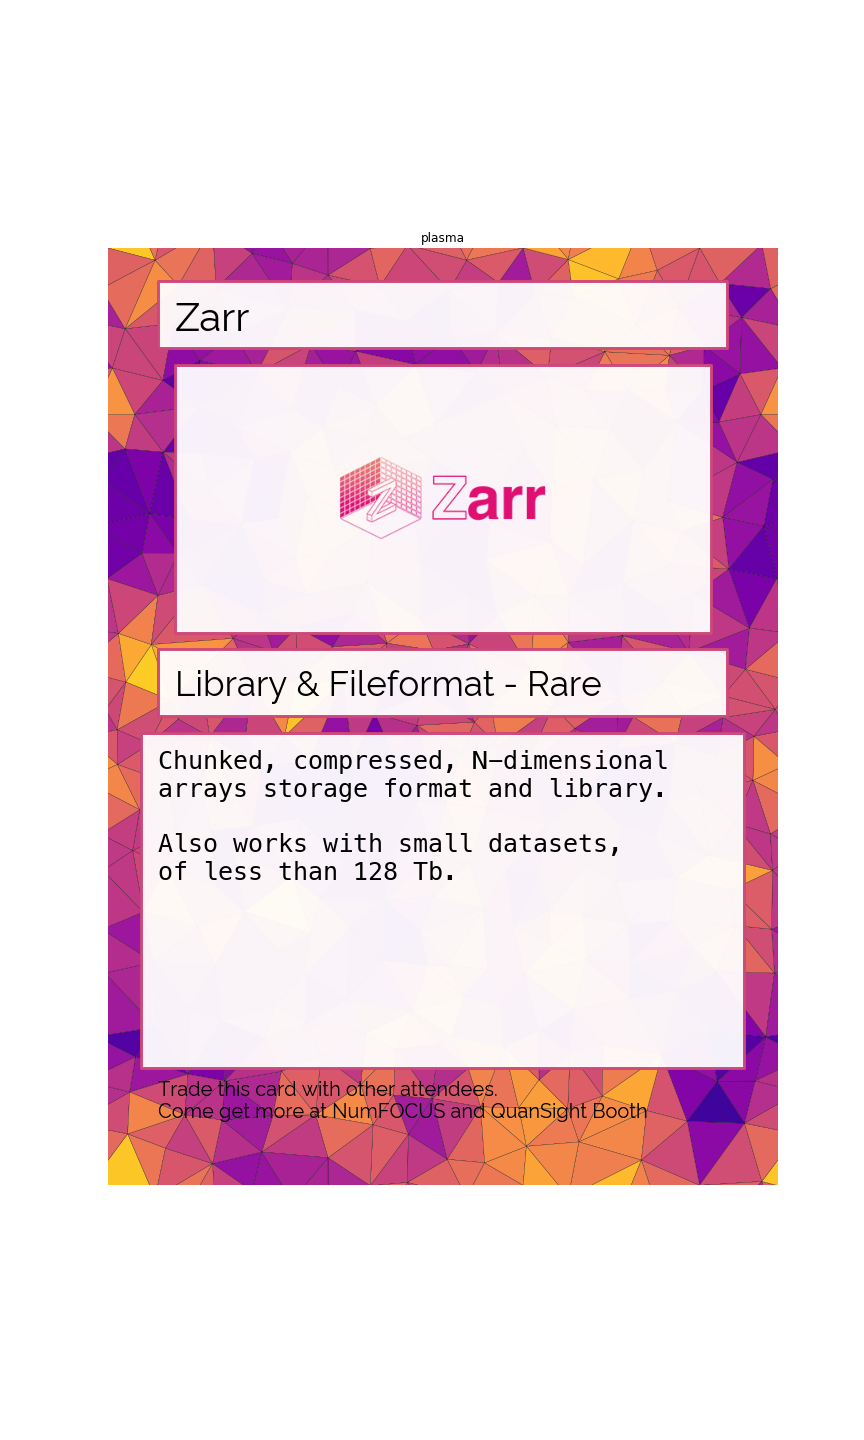 plasma
Zarr
Zarr
Library & Fileformat - Rare
Chunked, compressed, N−dimensional
arrays storage format and library.
Also works with small datasets,
of less than 128 Tb.
Trade this card with other attendees.
Come get more at NumFOCUS and QuanSight Booth